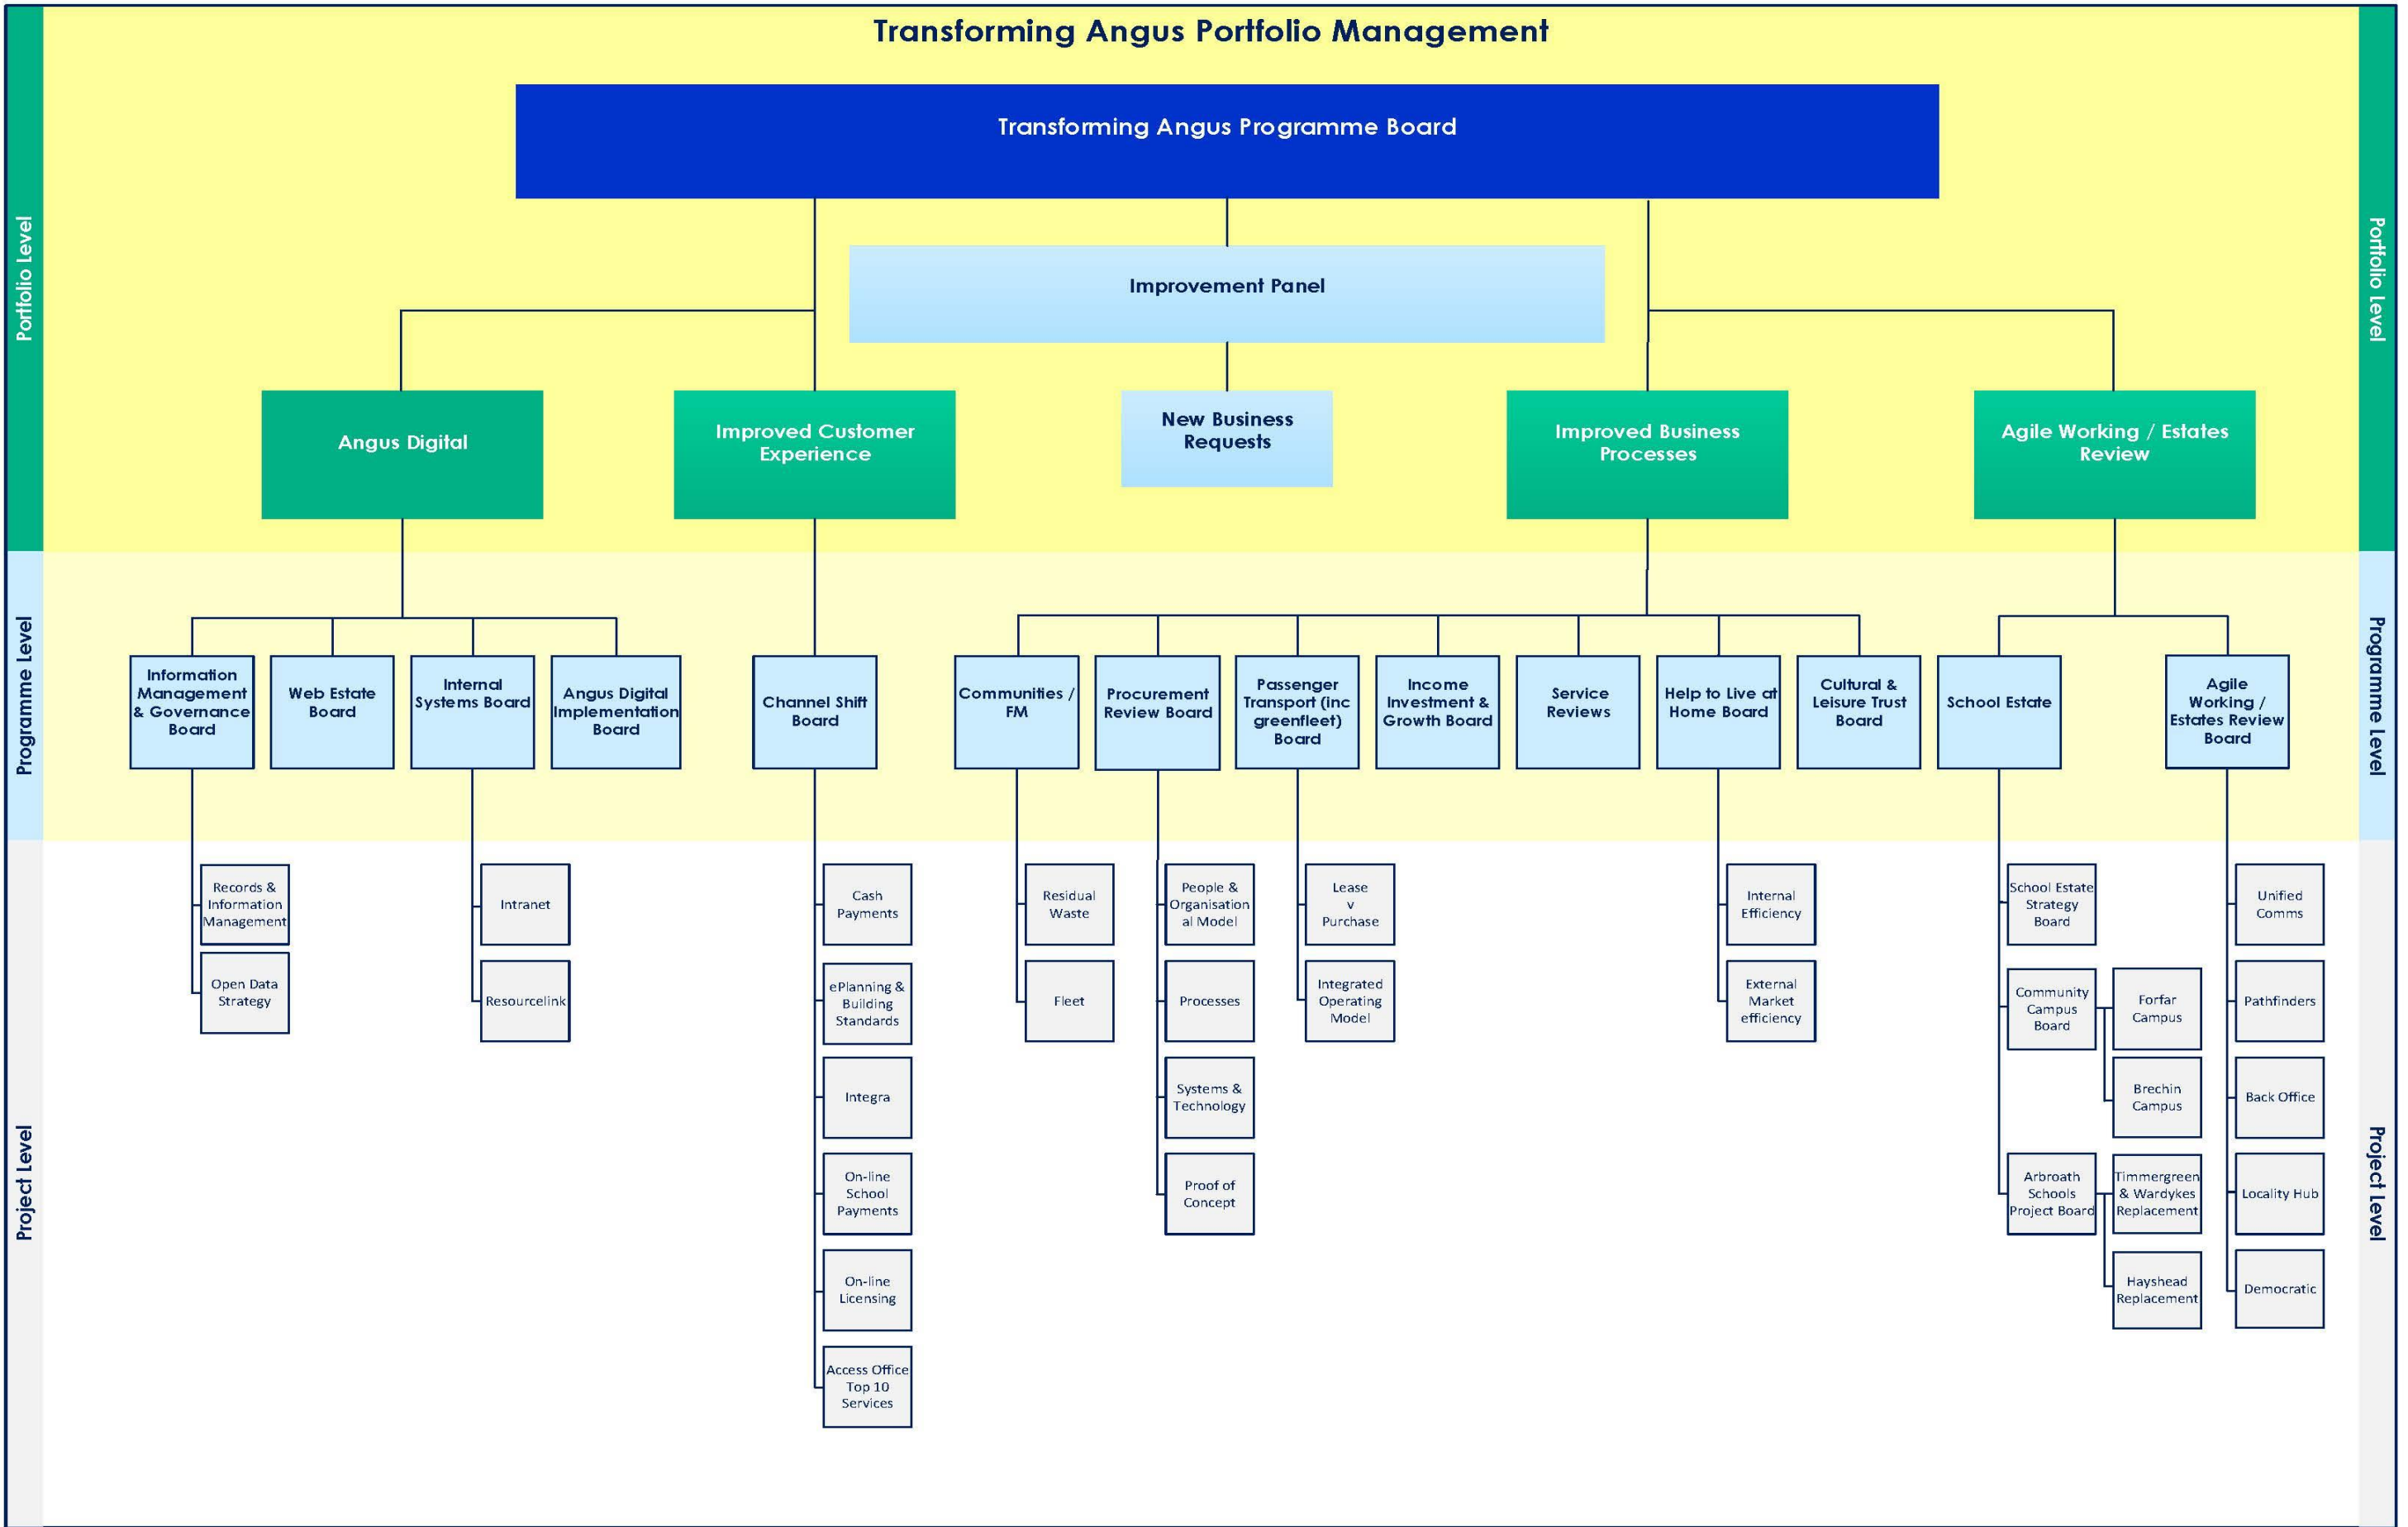 Transforming Angus Portfolio Management
Transforming Angus Programme Board
Portfolio Level
Portfolio Level
Improvement Panel
Angus Digital
Improved Customer
Experience
New Business
Requests
Improved Business
Processes
Agile Working / Estates
Review
Programme Level
Programme Level
Information
Management
& Governance
Board
Web Estate
Board
Internal
Systems Board
Angus Digital
Implementation
Board
Channel Shift
Board
Communities /
FM
Procurement
Review Board
Passenger
Transport (inc
greenfleet)
Board
Income
Investment &
Growth Board
Service
Reviews
Help to Live at
Home Board
Cultural &
Leisure Trust
Board
School Estate
Agile
Working /
Estates Review
Board
Project Level
Project Level
Records &
Information
Management
Open Data
Strategy
Intranet
Resourcelink
Cash
Payments
ePlanning &
Building
Standards
Integra
On-line
School
Payments
On-line
Licensing
Access Office
Top 10
Services
Residual
Waste
Fleet
People &
Organisation
al Model
Processes
Systems &
Technology
Proof of
Concept
Lease
v
Purchase
Integrated
Operating
Model
Internal
Efficiency
External
Market
efficiency
School Estate
Strategy
Board
Community
Campus
Board
Forfar
Campus
Brechin
Campus
Arbroath
Schools
Project Board
Timmergreen
& Wardykes
Replacement
Hayshead
Replacement
Unified
Comms
Pathfinders
Back Office
Locality Hub
Democratic